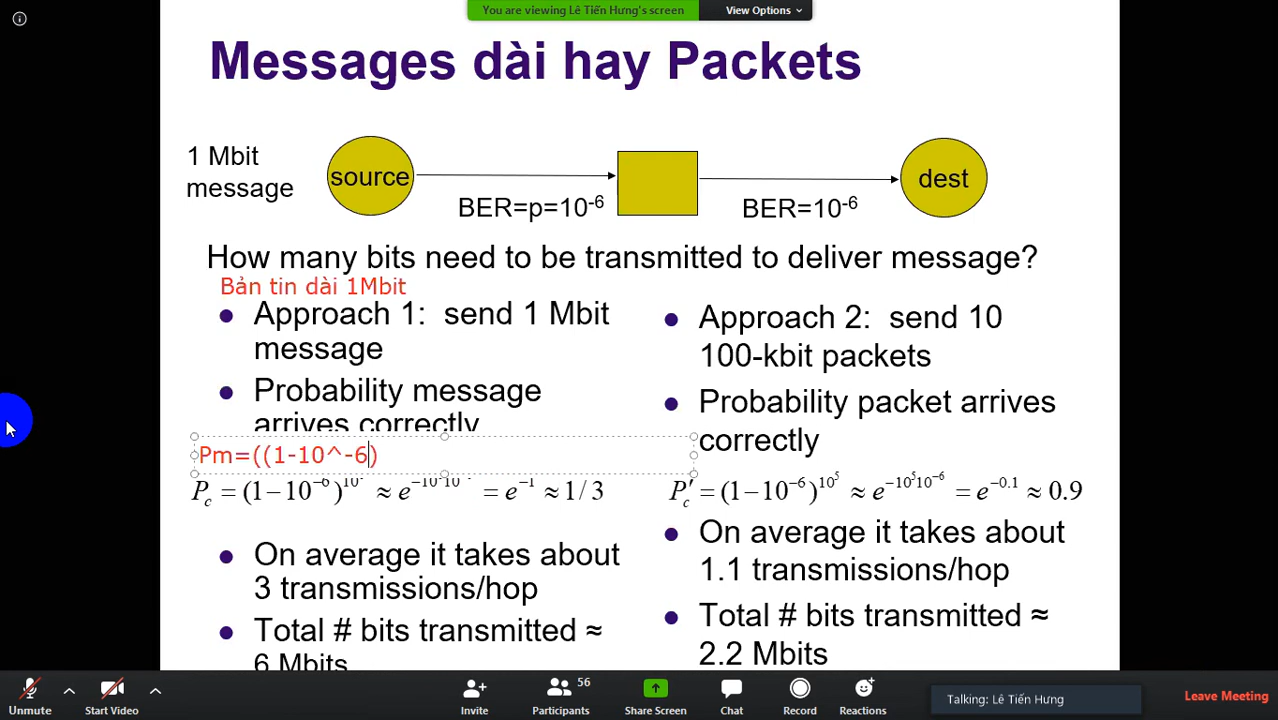 You are viewing Lê Tiến Hưng's screen
View Options
Messages dài hay Packets
1 Mbit
message
source
BER=p=10^-6
BER=10^-6
dest
How many bits need to be transmitted to deliver message?
Bản tin dài 1Mbit
Approach 1: send 1 Mbit
message
Probability message
arrives correctly
Pm=((1-10^-6)
P_c = (1−10^-6)^10 ≈ e^-10·10 = e^-1 ≈ 1/3
On average it takes about
3 transmissions/hop
Total # bits transmitted ≈
6 Mbits
Approach 2: send 10
100-kbit packets
Probability packet arrives
correctly
P_c′ = (1−10^-6)^10^5 ≈ e^-10^5 10^-6 = e^-0.1 ≈ 0.9
On average it takes about
1.1 transmissions/hop
Total # bits transmitted ≈
2.2 Mbits
Unmute
Start Video
Invite
56
Participants
Share Screen
Chat
Record
Reactions
Talking: Lê Tiến Hưng
Leave Meeting